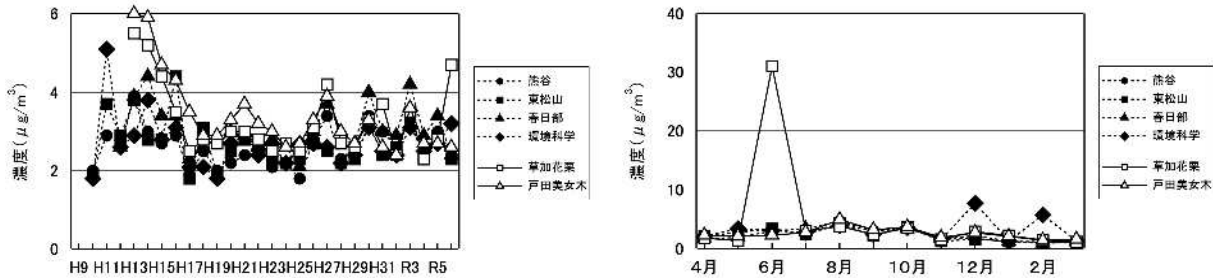 濃度(μg/m³)
6
4
2
0
H9 H11 H13 H15 H17 H19 H21 H23 H25 H27 H29 H31 R3 R5
熊谷
東松山
春日部
環境科学
草加花栗
戸田美女木
濃度(μg/m³)
40
30
20
10
0
4月 6月 8月 10月 12月 2月
熊谷
東松山
春日部
環境科学
草加花栗
戸田美女木